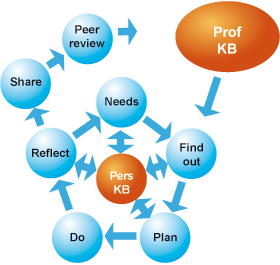 Peer
review
Prof
KB
Share
Needs
Reflect
Find
out
Pers
KB
Do
Plan